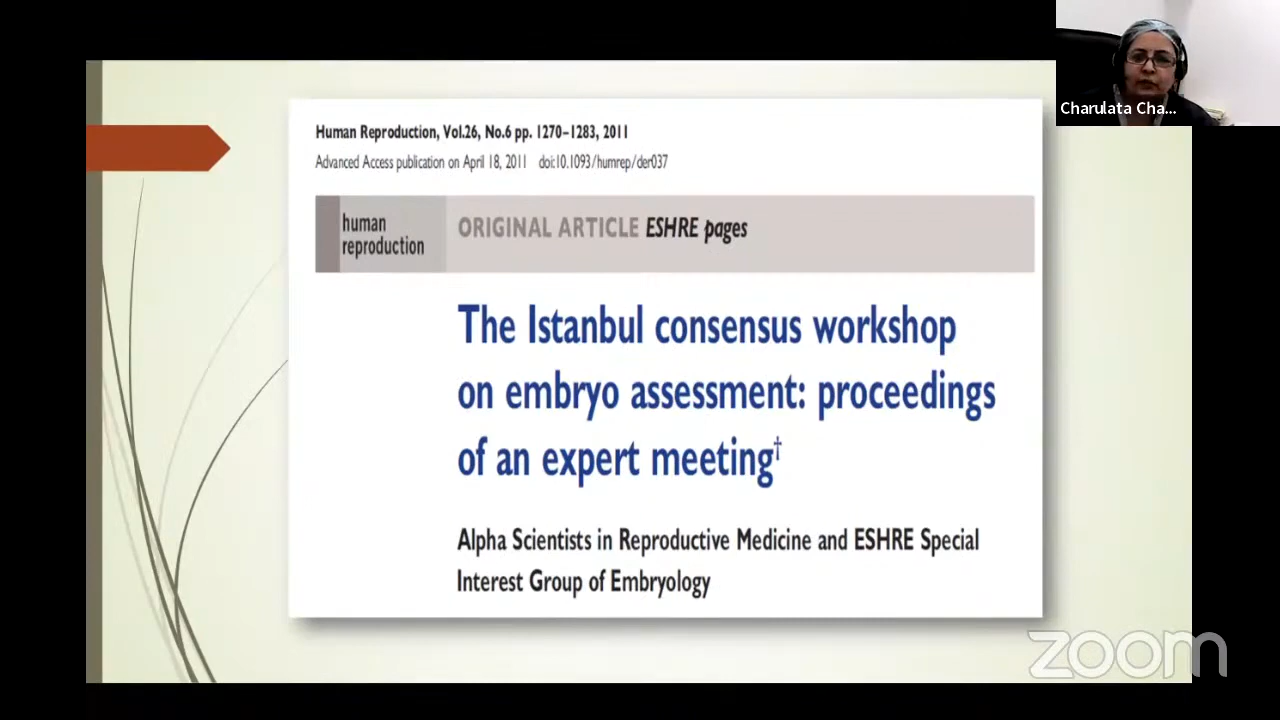 Human Reproduction, Vol.26, No.6 pp. 1270–1283, 2011
Advanced Access publication on April 18, 2011 doi:10.1093/humrep/der037
human
reproduction
ORIGINAL ARTICLE ESHRE pages
The Istanbul consensus workshop
on embryo assessment: proceedings
of an expert meeting†
Alpha Scientists in Reproductive Medicine and ESHRE Special
Interest Group of Embryology
Charulata Cha...
zoom